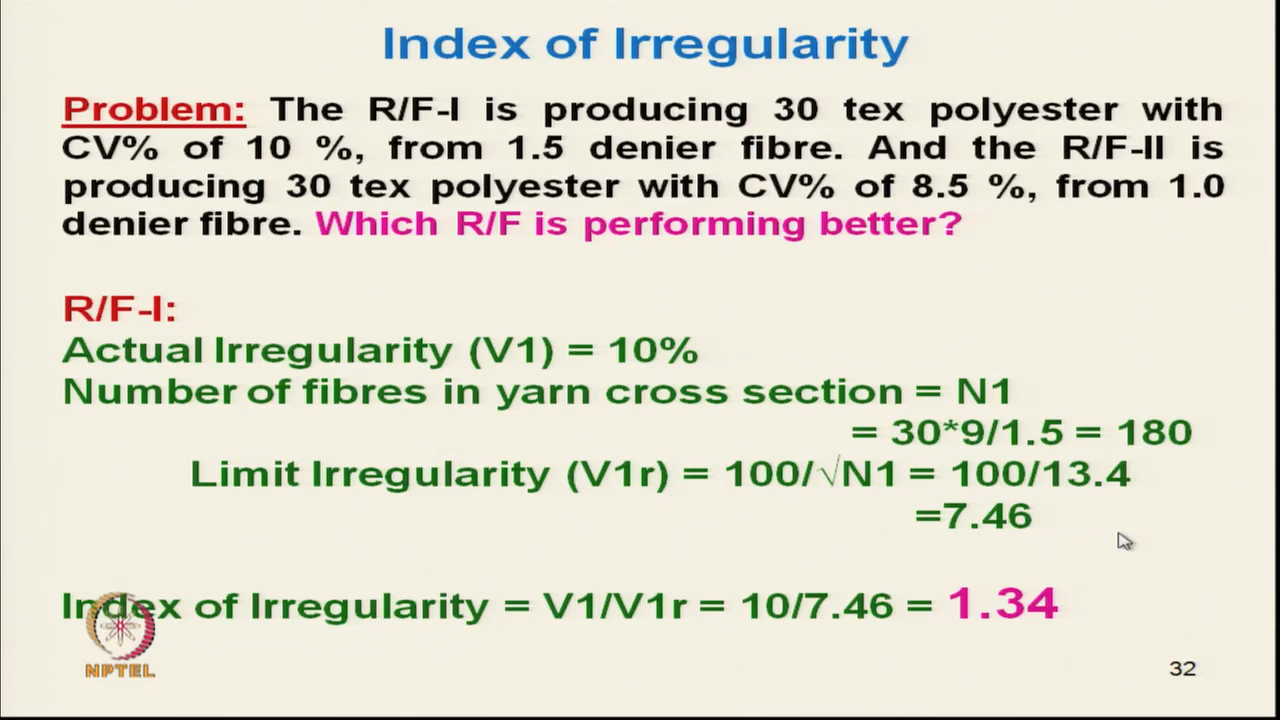 Index of Irregularity
Problem: The R/F-I is producing 30 tex polyester with
CV% of 10 %, from 1.5 denier fibre. And the R/F-II is
producing 30 tex polyester with CV% of 8.5 %, from 1.0
denier fibre. Which R/F is performing better?
R/F-I:
Actual Irregularity (V1) = 10%
Number of fibres in yarn cross section = N1
= 30*9/1.5 = 180
Limit Irregularity (V1r) = 100/√N1 = 100/13.4
=7.46
Index of Irregularity = V1/V1r = 10/7.46 = 1.34
NPTEL
32